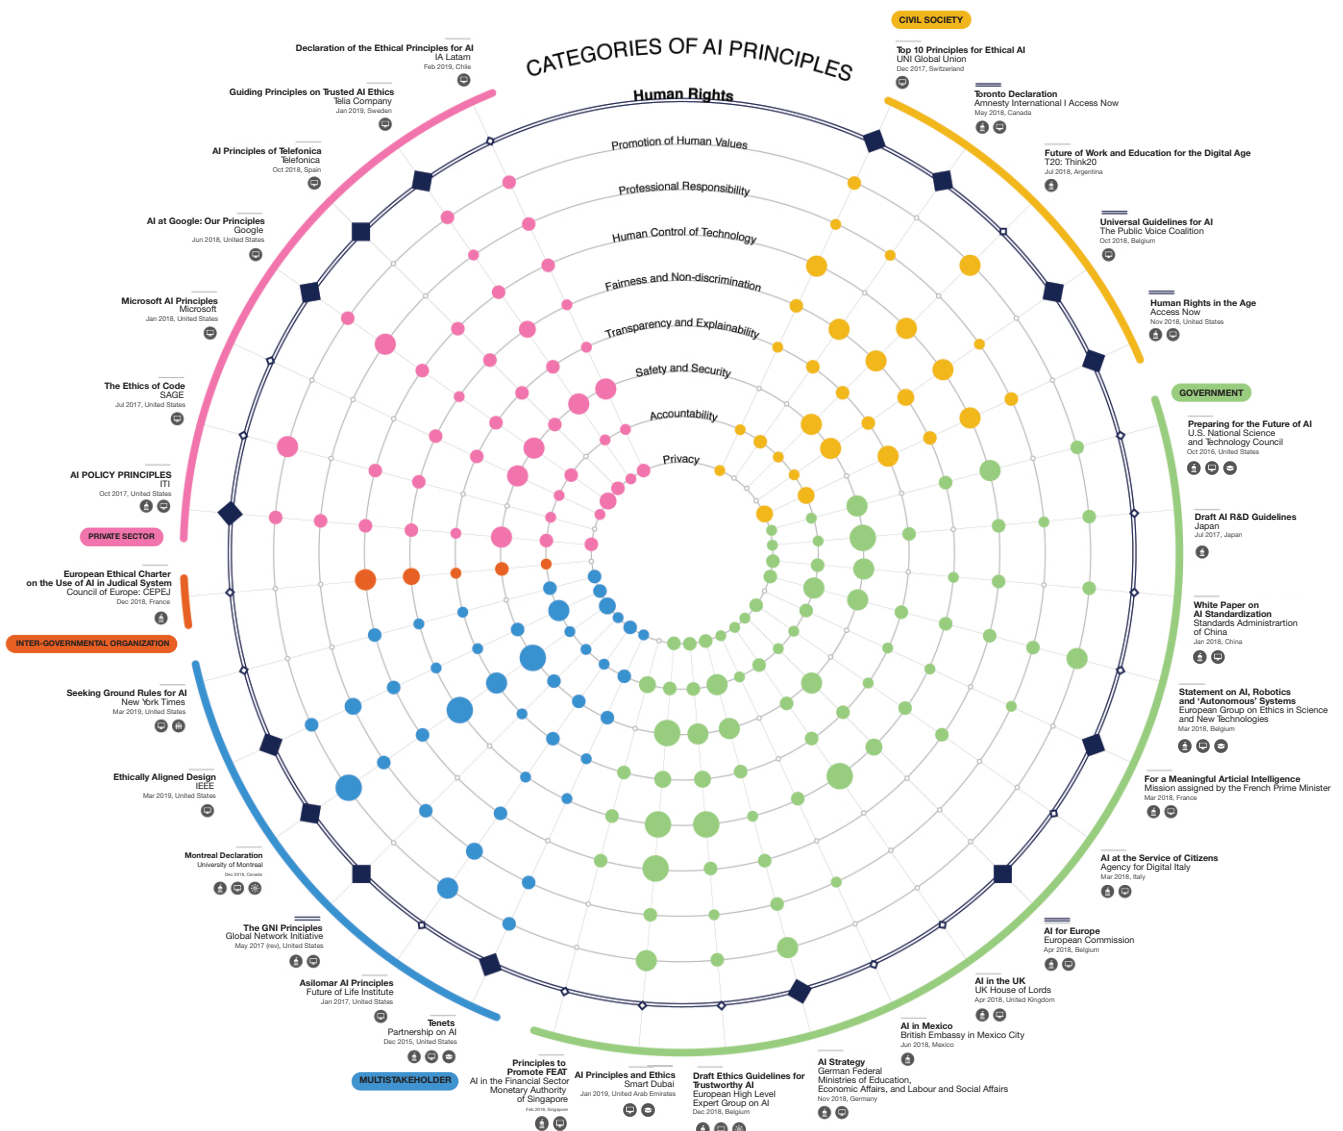 CATEGORIES OF AI PRINCIPLES
Human Rights
Promotion of Human Values
Professional Responsibility
Human Control of Technology
Fairness and Non-discrimination
Transparency and Explainability
Safety and Security
Accountability
Privacy
CIVIL SOCIETY
Top 10 Principles for Ethical AI
UNI Global Union
Dec 2017, Switzerland
Toronto Declaration
Amnesty International I Access Now
May 2018, Canada
Future of Work and Education for the Digital Age
T20: Think20
Jul 2018, Argentina
Universal Guidelines for AI
The Public Voice Coalition
Oct 2018, Belgium
Human Rights in the Age
Access Now
Nov 2018, United States
GOVERNMENT
Preparing for the Future of AI
U.S. National Science
and Technology Council
Oct 2016, United States
Draft AI R&D Guidelines
Japan
Jul 2017, Japan
White Paper on
AI Standardization
Standards Administrartion
of China
Jan 2018, China
Statement on AI, Robotics
and ‘Autonomous’ Systems
European Group on Ethics in Science
and New Technologies
Mar 2018, Belgium
For a Meaningful Articial Intelligence
Mission assigned by the French Prime Minister
Mar 2018, France
AI at the Service of Citizens
Agency for Digital Italy
Mar 2018, Italy
AI for Europe
European Commission
Apr 2018, Belgium
AI in the UK
UK House of Lords
Apr 2018, United Kingdom
AI in Mexico
British Embassy in Mexico City
Jun 2018, Mexico
AI Strategy
German Federal
Ministries of Education,
Economic Affairs, and Labour and Social Affairs
Nov 2018, Germany
Draft Ethics Guidelines for
Trustworthy AI
European High Level
Expert Group on AI
Dec 2018, Belgium
AI Principles and Ethics
Smart Dubai
Jan 2019, United Arab Emirates
Principles to
Promote FEAT
AI in the Financial Sector
Monetary Authority
of Singapore
Feb 2019, Singapore
MULTISTAKEHOLDER
Tenets
Partnership on AI
Dec 2015, United States
Asilomar AI Principles
Future of Life Institute
Jan 2017, United States
The GNI Principles
Global Network Initiative
May 2017 (rev), United States
Montreal Declaration
University of Montreal
Dec 2018, Canada
Ethically Aligned Design
IEEE
Mar 2019, United States
Seeking Ground Rules for AI
New York Times
Mar 2019, United States
INTER-GOVERNMENTAL ORGANIZATION
European Ethical Charter
on the Use of AI in Judical System
Council of Europe: CEPEJ
Dec 2018, France
PRIVATE SECTOR
AI POLICY PRINCIPLES
ITI
Oct 2017, United States
The Ethics of Code
SAGE
Jul 2017, United States
Microsoft AI Principles
Microsoft
Jan 2018, United States
AI at Google: Our Principles
Google
Jun 2018, United States
AI Principles of Telefonica
Telefonica
Oct 2018, Spain
Guiding Principles on Trusted AI Ethics
Telia Company
Jan 2019, Sweden
Declaration of the Ethical Principles for AI
IA Latam
Feb 2019, Chile